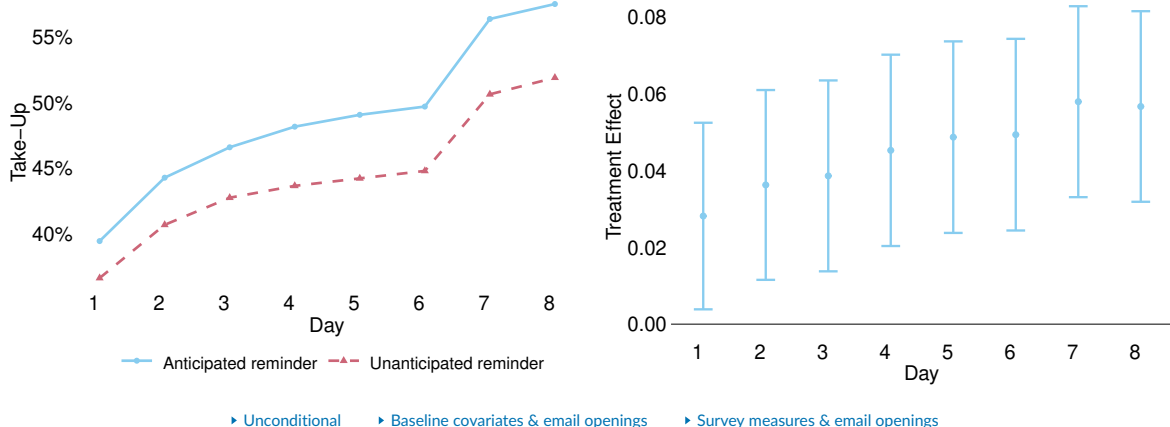 55%
50%
45%
40%
Take−Up
1 2 3 4 5 6 7 8
Day
Anticipated reminder Unanticipated reminder
0.08
0.06
0.04
0.02
0.00
Treatment Effect
1 2 3 4 5 6 7 8
Day
Unconditional Baseline covariates & email openings Survey measures & email openings